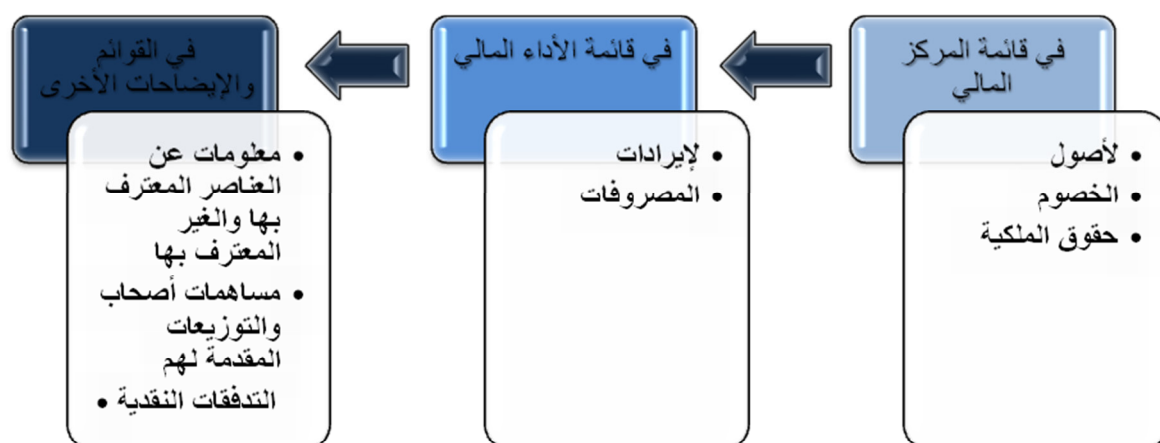 في قائمة المركز
المالي
لأصول
الخصوم
حقوق الملكية
في قائمة الأداء المالي
لإيرادات
المصروفات
في القوائم
والإيضاحات الأخرى
معلومات عن
العناصر المعترف
بها والغير
المعترف بها
مساهمات أصحاب
والتوزيعات
المقدمة لهم
التدفقات النقدية